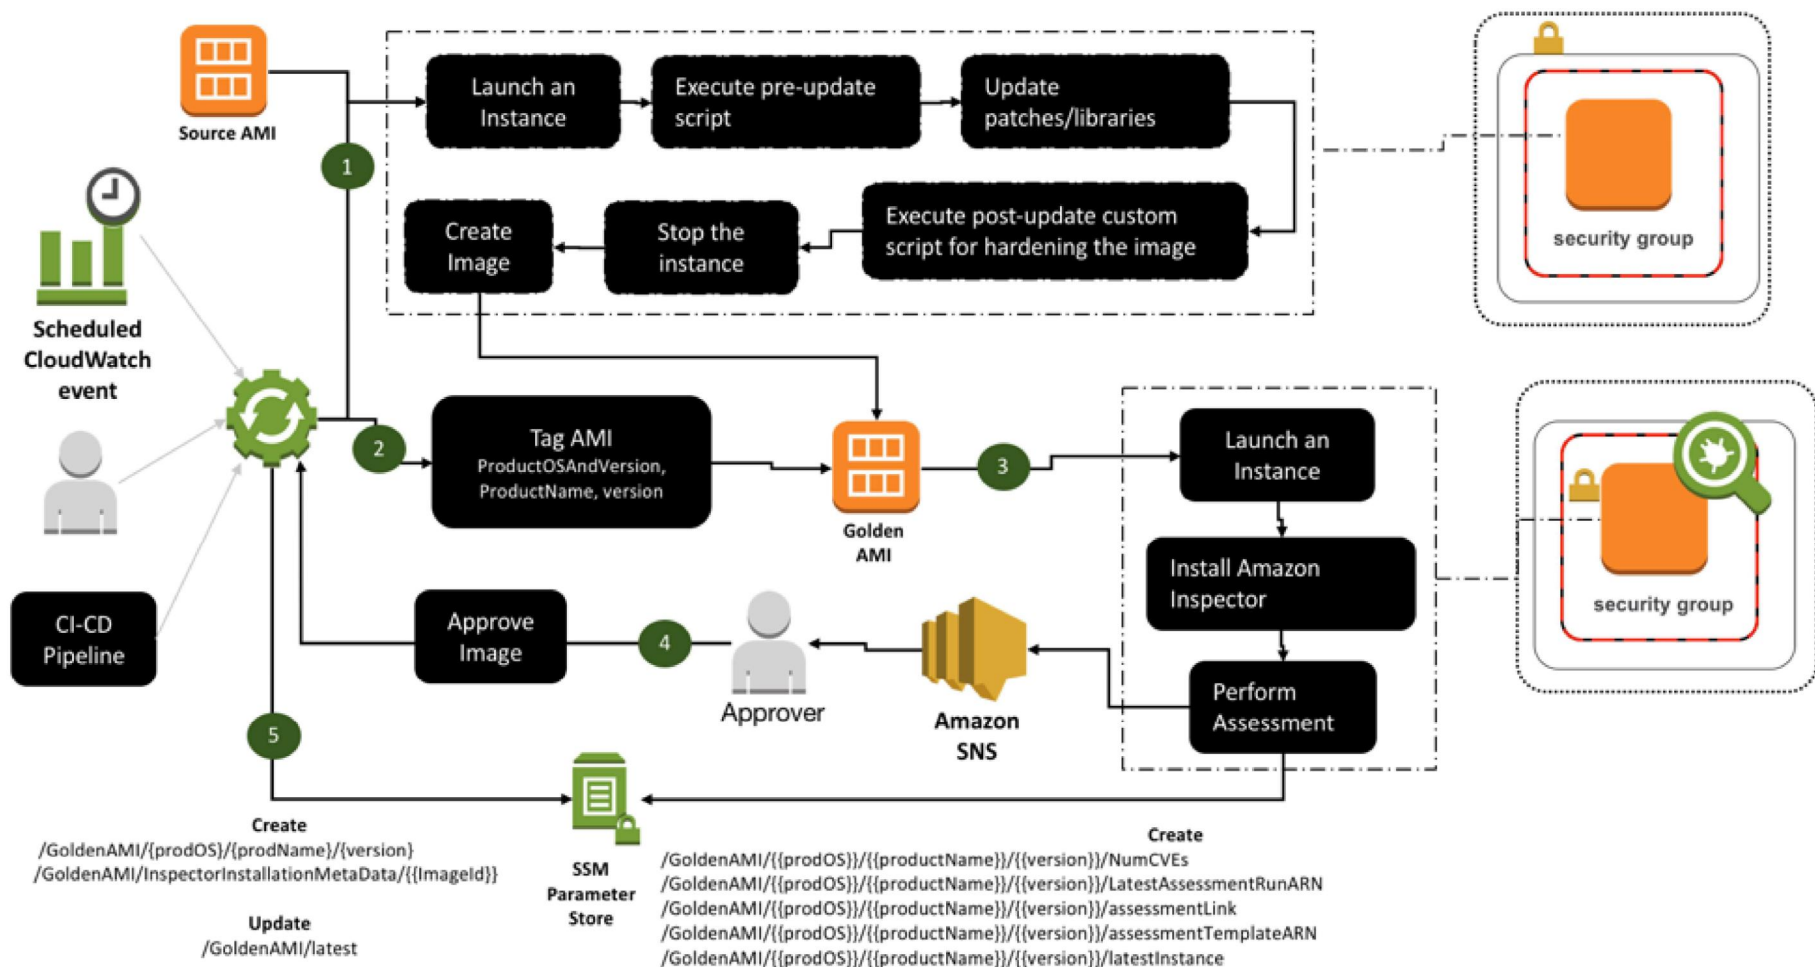 Source AMI
1
Launch an
Instance
Execute pre-update
script
Update
patches/libraries
Create
Image
Stop the
instance
Execute post-update custom
script for hardening the image
security group
Scheduled
CloudWatch
event
2
Tag AMI
ProductOSAndVersion,
ProductName, version
Golden
AMI
3
Launch an
Instance
Install Amazon
Inspector
Perform
Assessment
security group
CI-CD
Pipeline
Approve
Image
4
Approver
Amazon
SNS
5
SSM
Parameter
Store
Create
/GoldenAMI/{prodOS}/{prodName}/{version}
/GoldenAMI/InspectorInstallationMetaData/{{ImageId}}
Update
/GoldenAMI/latest
Create
/GoldenAMI/{{prodOS}}/{{productName}}/{{version}}/NumCVEs
/GoldenAMI/{{prodOS}}/{{productName}}/{{version}}/LatestAssessmentRunARN
/GoldenAMI/{{prodOS}}/{{productName}}/{{version}}/assessmentLink
/GoldenAMI/{{prodOS}}/{{productName}}/{{version}}/assessmentTemplateARN
/GoldenAMI/{{prodOS}}/{{productName}}/{{version}}/latestInstance